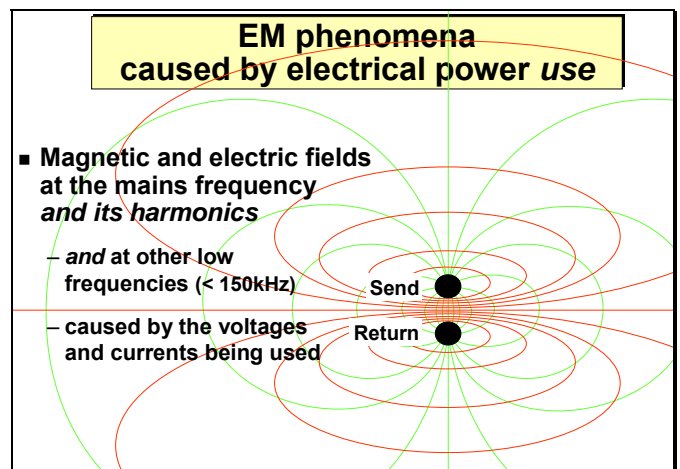 EM phenomena
caused by electrical power use
■ Magnetic and electric fields
at the mains frequency
and its harmonics
– and at other low
frequencies (< 150kHz)
– caused by the voltages
and currents being used
Send
Return